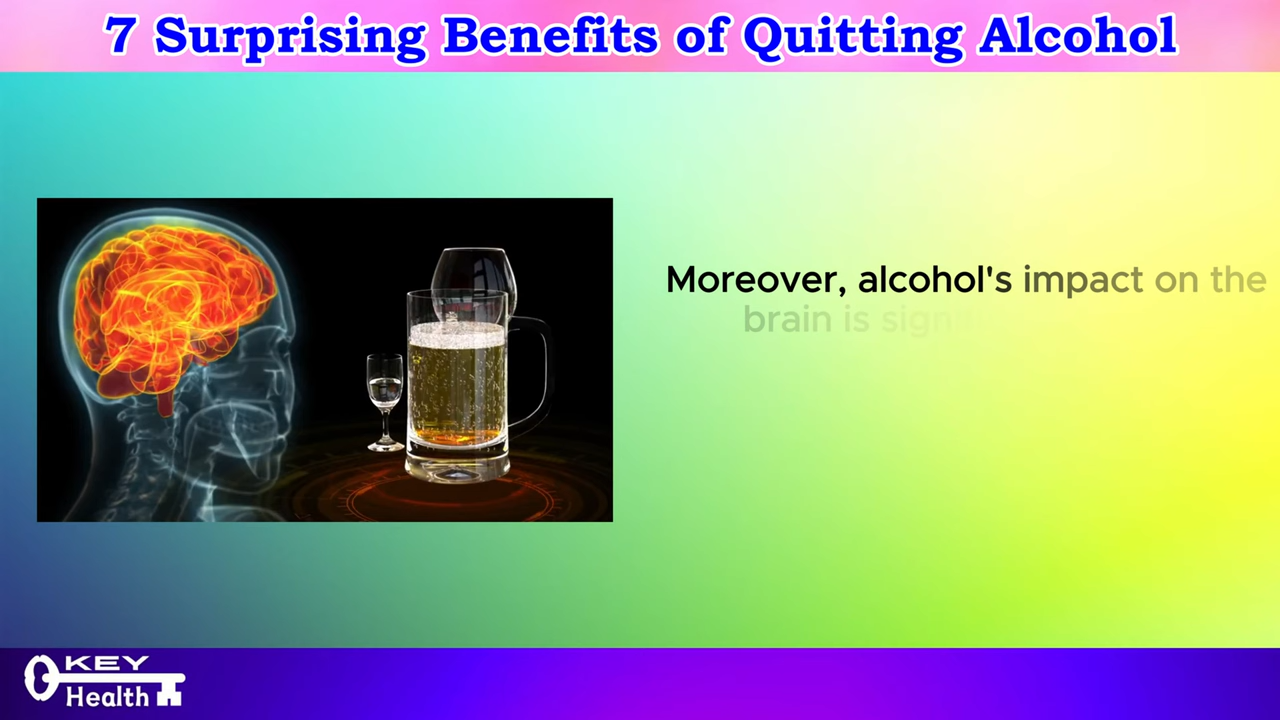 7 Surprising Benefits of Quitting Alcohol
Moreover, alcohol's impact on the
brain is
KEY
Health